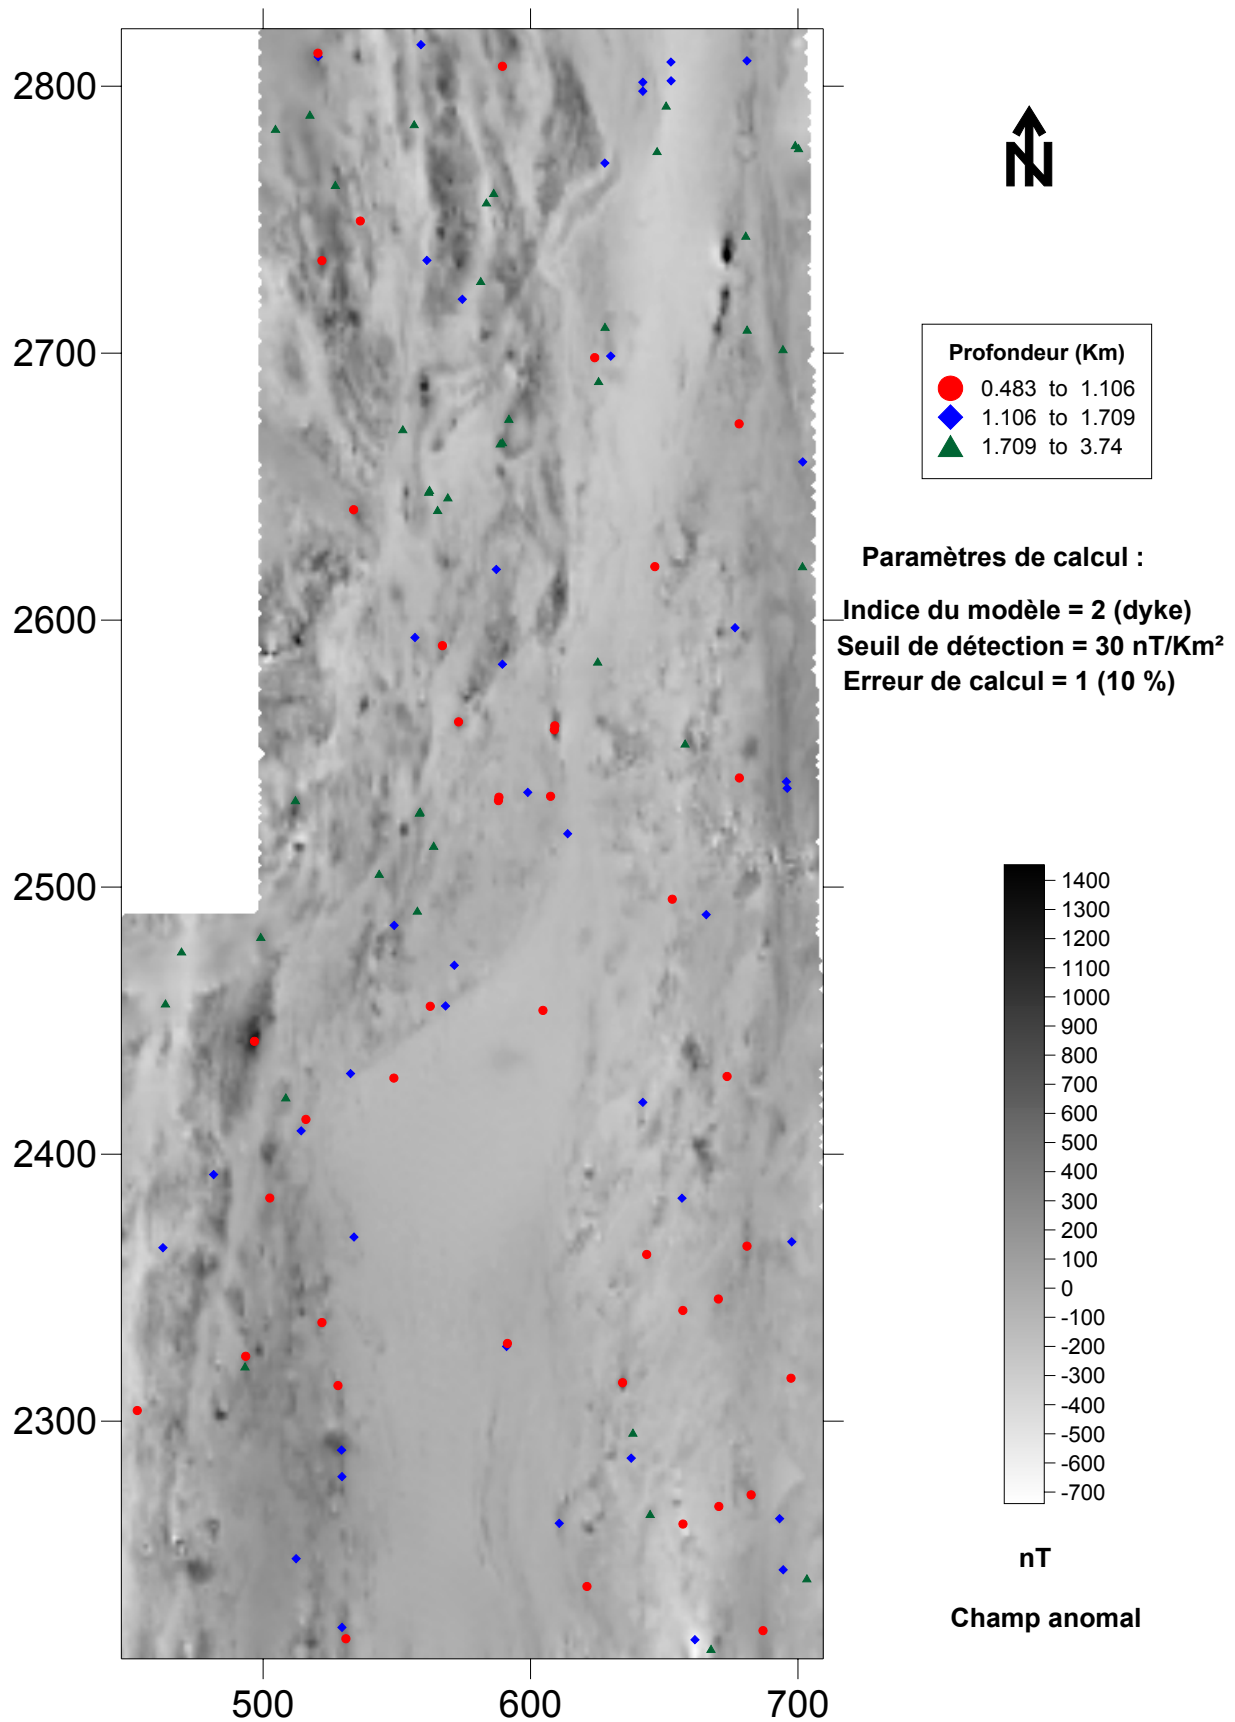 2800
2700
2600
2500
2400
2300
500
600
700
N
Profondeur (Km)
0.483 to 1.106
1.106 to 1.709
1.709 to 3.74
Paramètres de calcul :
Indice du modèle = 2 (dyke)
Seuil de détection = 30 nT/Km²
Erreur de calcul = 1 (10 %)
1400
1300
1200
1100
1000
900
800
700
600
500
400
300
200
100
0
-100
-200
-300
-400
-500
-600
-700
nT
Champ anomal